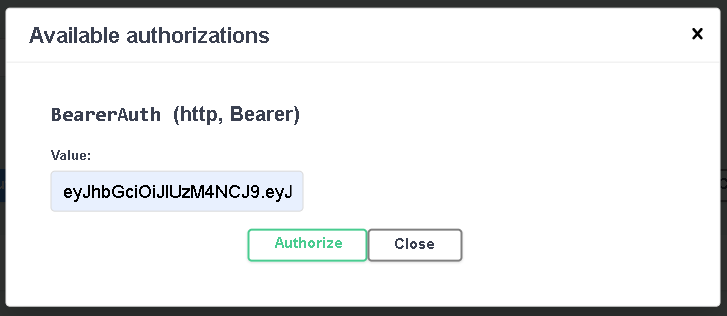 Available authorizations
BearerAuth (http, Bearer)
Value:
eyJhbGciOiJIUzM4NCJ9.eyJ
Authorize
Close